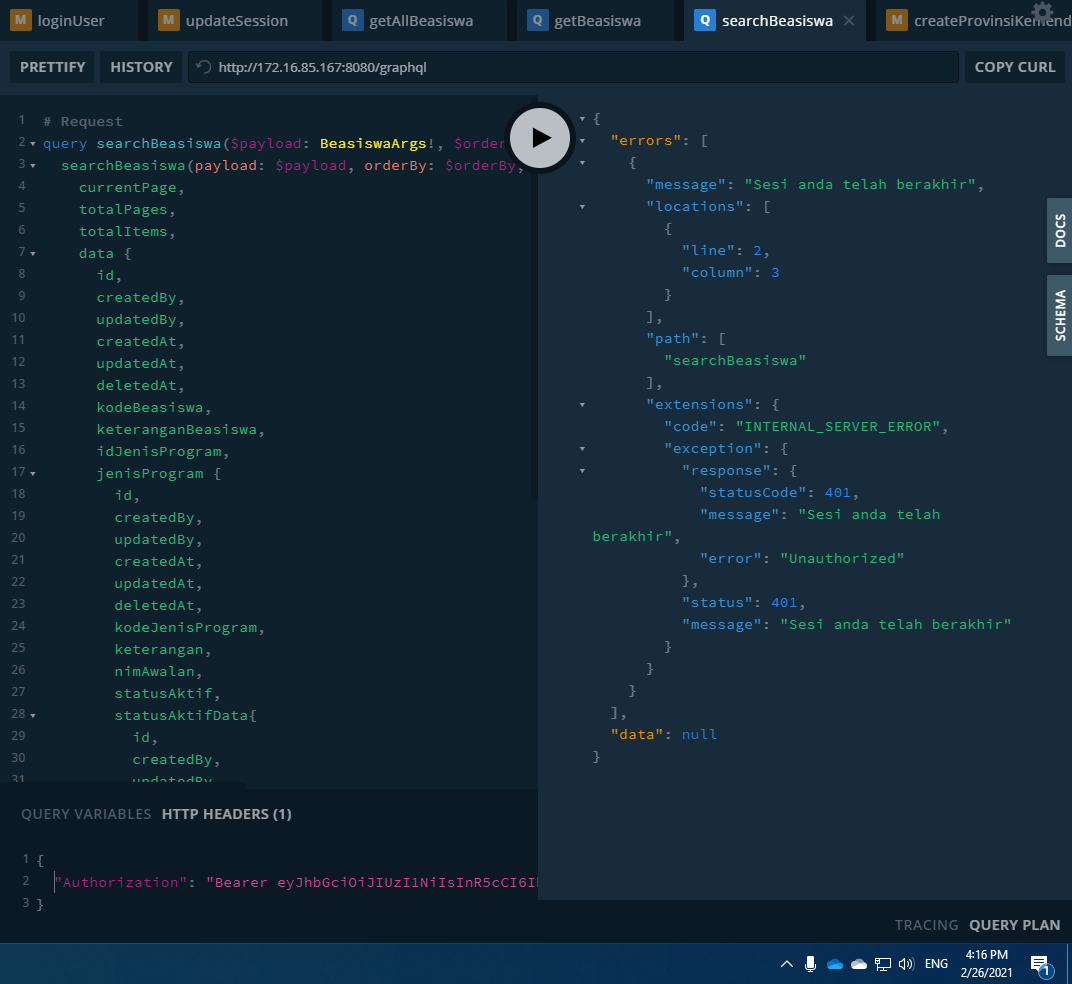 M loginUser M updateSession Q getAllBeasiswa Q getBeasiswa Q searchBeasiswa M createProvinsiKemend
PRETTIFY HISTORY http://172.16.85.167:8080/graphql COPY CURL
1 # Request
2 query searchBeasiswa($payload: BeasiswaArgs!, $order
3 searchBeasiswa(payload: $payload, orderBy: $orderBy,
4 currentPage,
5 totalPages,
6 totalItems,
7 data {
8 id,
9 createdBy,
10 updatedBy,
11 createdAt,
12 updatedAt,
13 deletedAt,
14 kodeBeasiswa,
15 keteranganBeasiswa,
16 idJenisProgram,
17 jenisProgram {
18 id,
19 createdBy,
20 updatedBy,
21 createdAt,
22 updatedAt,
23 deletedAt,
24 kodeJenisProgram,
25 keterangan,
26 nimAwalan,
27 statusAktif,
28 statusAktifData{
29 id,
30 createdBy,
31 updatedBy
{
"errors": [
{
"message": "Sesi anda telah berakhir",
"locations": [
{
"line": 2,
"column": 3
}
],
"path": [
"searchBeasiswa"
],
"extensions": {
"code": "INTERNAL_SERVER_ERROR",
"exception": {
"response": {
"statusCode": 401,
"message": "Sesi anda telah
berakhir",
"error": "Unauthorized"
},
"status": 401,
"message": "Sesi anda telah berakhir"
}
}
}
],
"data": null
}
DOCS
SCHEMA
QUERY VARIABLES HTTP HEADERS (1)
1 {
2 "Authorization": "Bearer eyJhbGciOiJIUzI1NiIsInR5cCI6I
3 }
TRACING QUERY PLAN
ENG 4:16 PM
2/26/2021
1